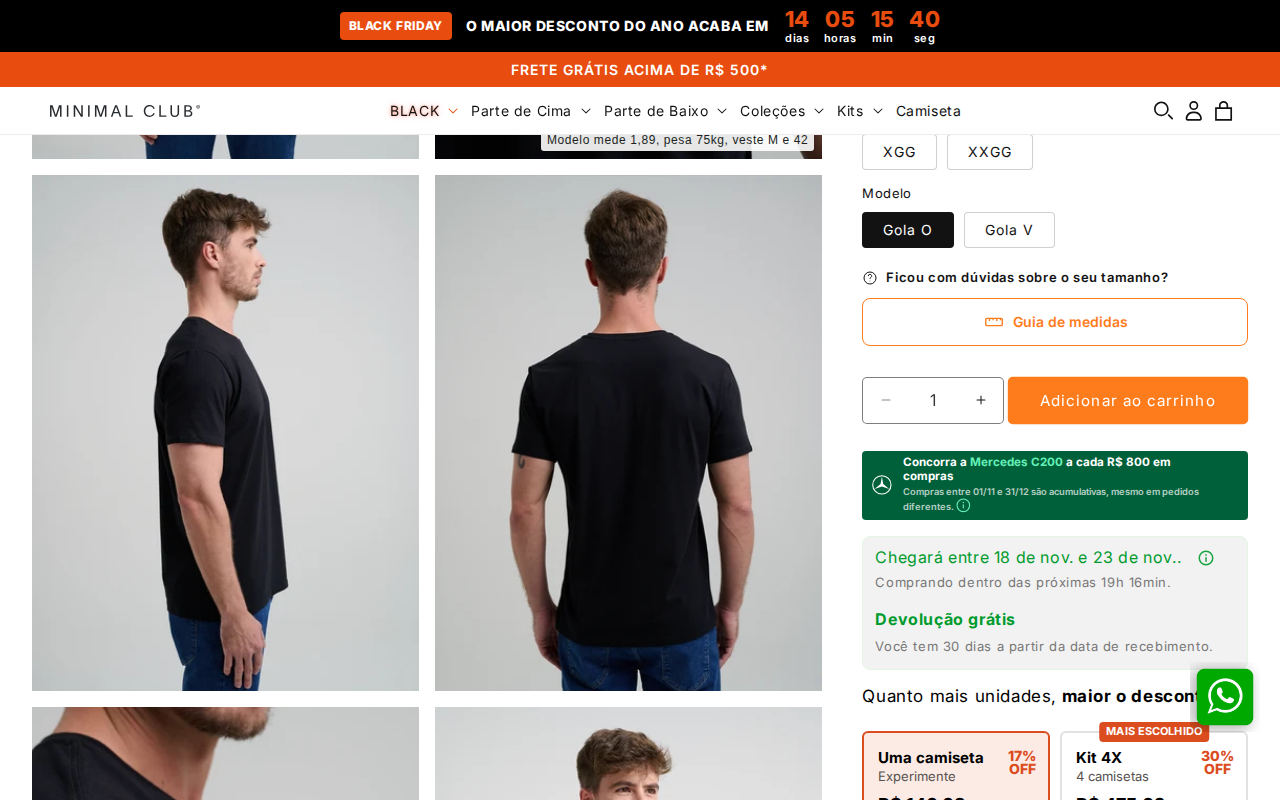 BLACK FRIDAY
O MAIOR DESCONTO DO ANO ACABA EM
14 05 15 40
dias horas min seg
FRETE GRÁTIS ACIMA DE R$ 500*
MINIMAL CLUB®
BLACK Parte de Cima Parte de Baixo Coleções Kits Camiseta
Modelo mede 1,89, pesa 75kg, veste M e 42
XGG XXGG
Modelo
Gola O Gola V
Ficou com dúvidas sobre o seu tamanho?
Guia de medidas
1
Adicionar ao carrinho
Concorra a Mercedes C200 a cada R$ 800 em
compras
Compras entre 01/11 e 31/12 são acumulativas, mesmo em pedidos
diferentes.
Chegará entre 18 de nov. e 23 de nov..
Comprando dentro das próximas 19h 16min.
Devolução grátis
Você tem 30 dias a partir da data de recebimento.
Quanto mais unidades, maior o
MAIS ESCOLHIDO
Uma camiseta
Experimente
17%
OFF
Kit 4X
4 camisetas
30%
OFF